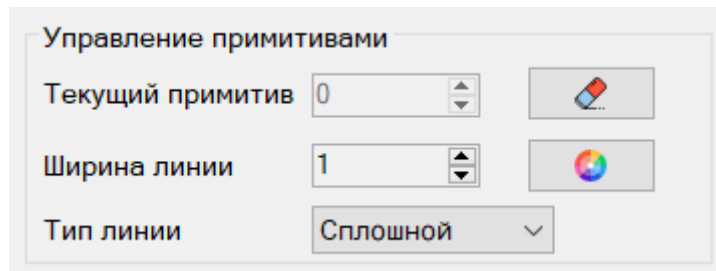 Управление примитивами
Текущий примитив 0
Ширина линии 1
Тип линии Сплошной